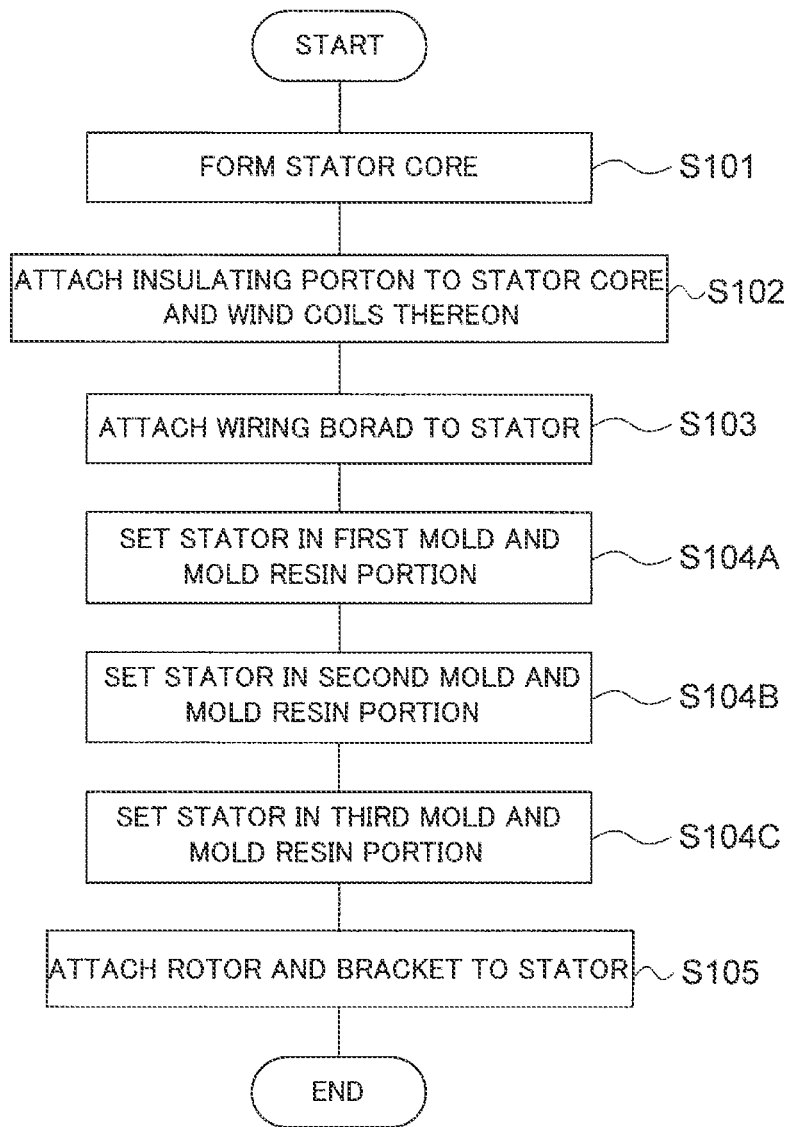 START
FORM STATOR CORE
S101
ATTACH INSULATING PORTON TO STATOR CORE
AND WIND COILS THEREON
S102
ATTACH WIRING BORAD TO STATOR
S103
SET STATOR IN FIRST MOLD AND
MOLD RESIN PORTION
S104A
SET STATOR IN SECOND MOLD AND
MOLD RESIN PORTION
S104B
SET STATOR IN THIRD MOLD AND
MOLD RESIN PORTION
S104C
ATTACH ROTOR AND BRACKET TO STATOR
S105
END